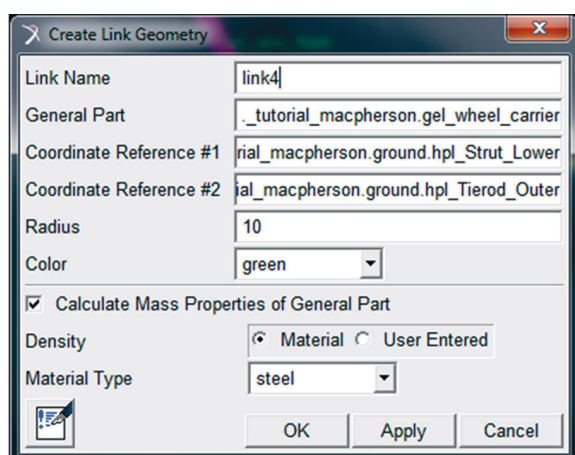 Create Link Geometry
Link Name link4
General Part ._tutorial_macpherson.gel_wheel_carrier
Coordinate Reference #1 rial_macpherson.ground.hpl_Strut_Lower
Coordinate Reference #2 ial_macpherson.ground.hpl_Tierod_Outer
Radius 10
Color green
Calculate Mass Properties of General Part
Density Material User Entered
Material Type steel
OK Apply Cancel